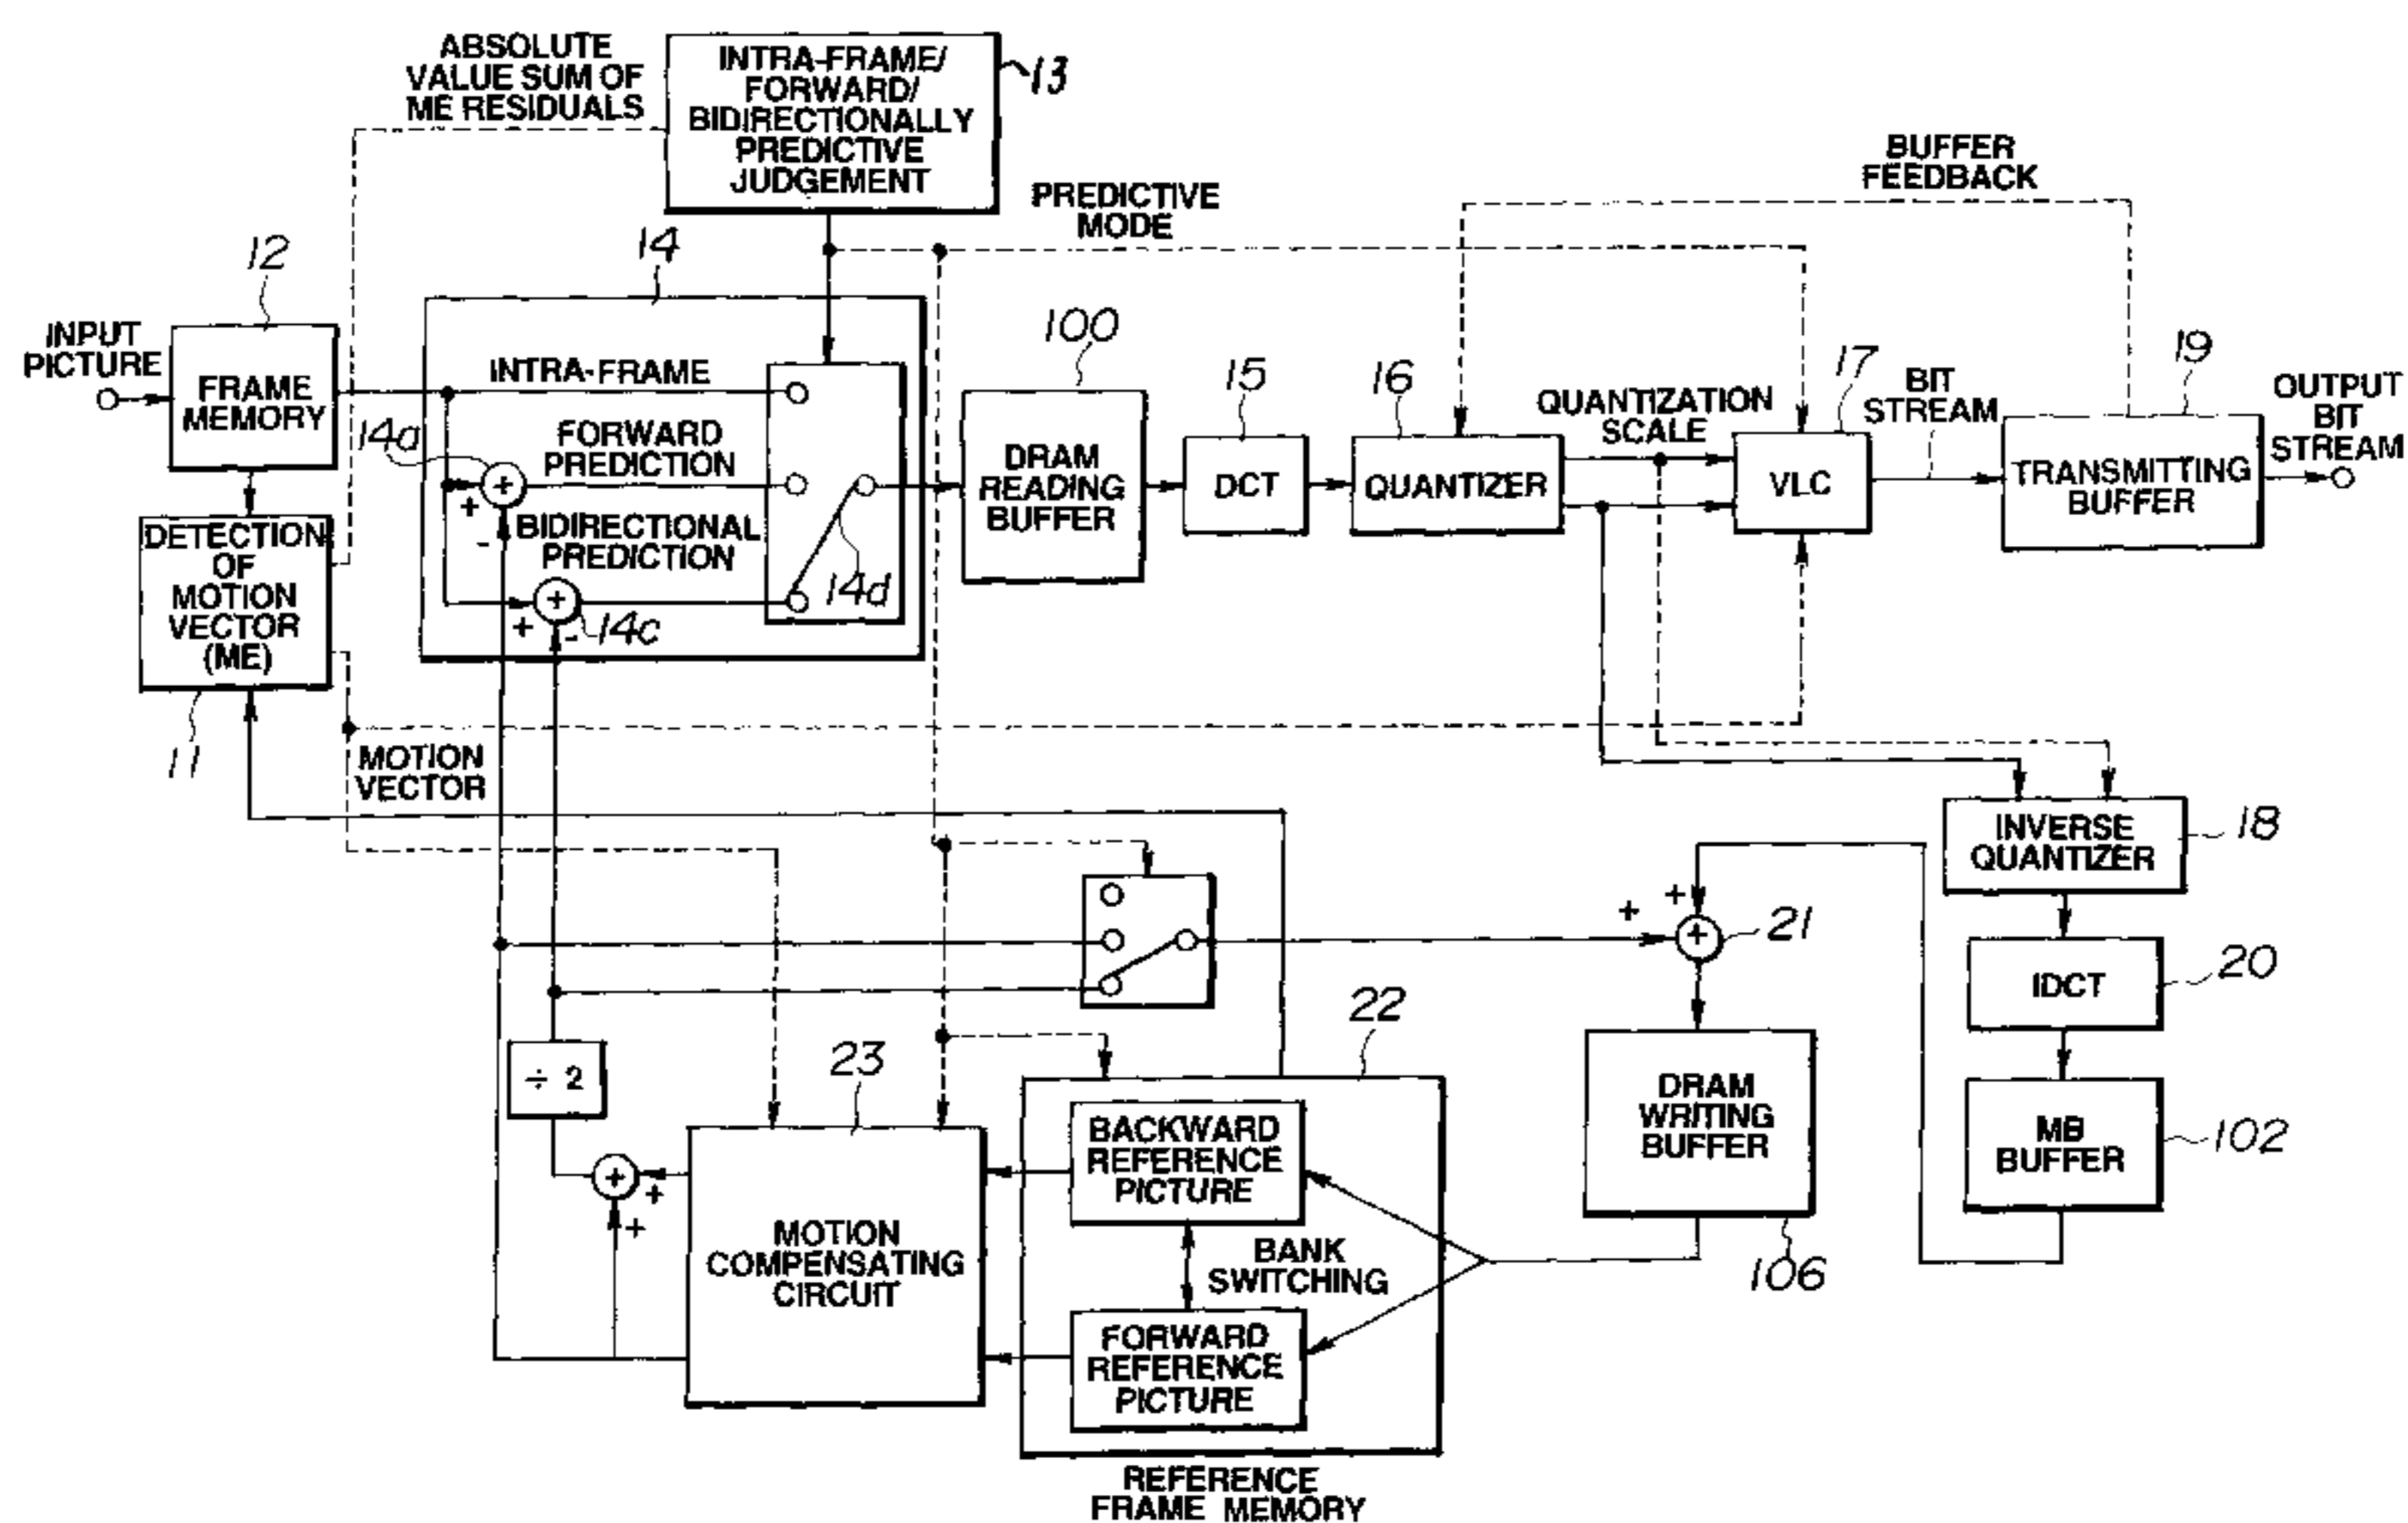 ABSOLUTE
VALUE SUM OF
ME RESIDUALS
INTRA-FRAME/
FORWARD/
BIDIRECTIONALLY
PREDICTIVE
JUDGEMENT
13
PREDICTIVE
MODE
BUFFER
FEEDBACK
12
14
100
15
16
17
19
INPUT
PICTURE
FRAME
MEMORY
INTRA-FRAME
14a
FORWARD
PREDICTION
+
+
-
BIDIRECTIONAL
PREDICTION
+
+
-
14c
14d
DRAM
READING
BUFFER
DCT
QUANTIZER
QUANTIZATION
SCALE
VLC
BIT
STREAM
TRANSMITTING
BUFFER
OUTPUT
BIT
STREAM
DETECTION
OF
MOTION
VECTOR
(ME)
11
MOTION
VECTOR
INVERSE
QUANTIZER
18
+
+
+
21
IDCT
20
22
23
÷ 2
MB
BUFFER
102
DRAM
WRITING
BUFFER
106
+
+
+
MOTION
COMPENSATING
CIRCUIT
BACKWARD
REFERENCE
PICTURE
BANK
SWITCHING
FORWARD
REFERENCE
PICTURE
REFERENCE
FRAME MEMORY